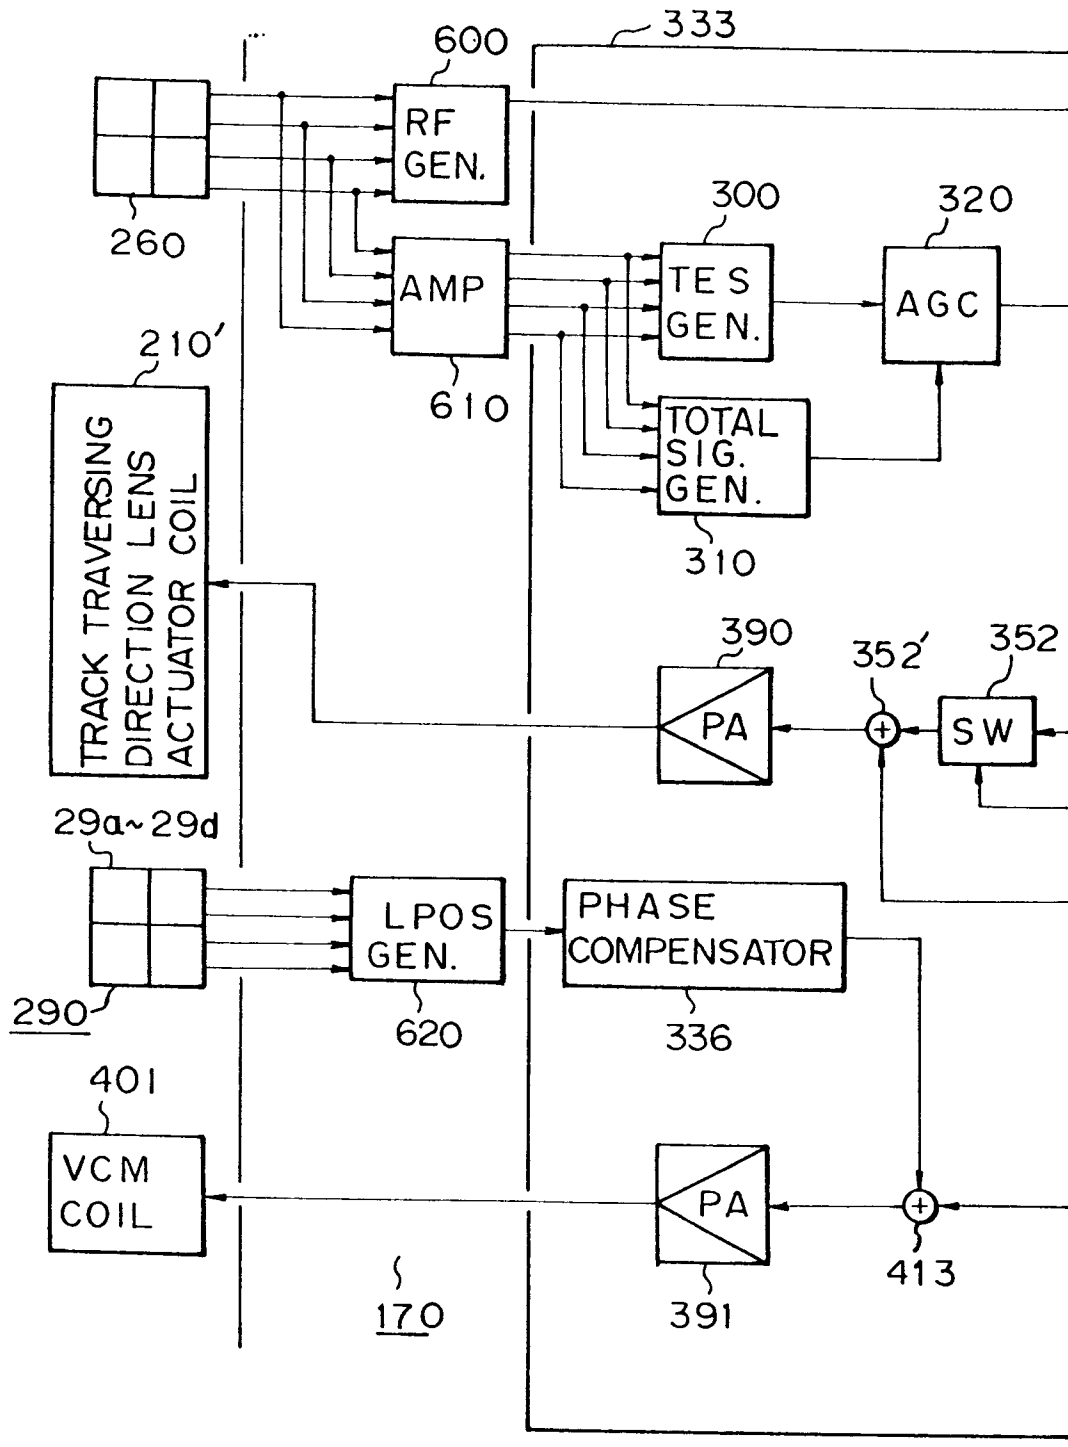 333
600
RF
GEN.
260
300
320
TES
GEN.
AGC
AMP
210'
610
TOTAL
SIG.
GEN.
310
TRACK TRAVERSING
DIRECTION LENS
ACTUATOR COIL
390
352'
352
PA
+
SW
29a~29d
LPOS
GEN.
PHASE
COMPENSATOR
290
620
336
401
VCM
COIL
PA
+
413
391
170